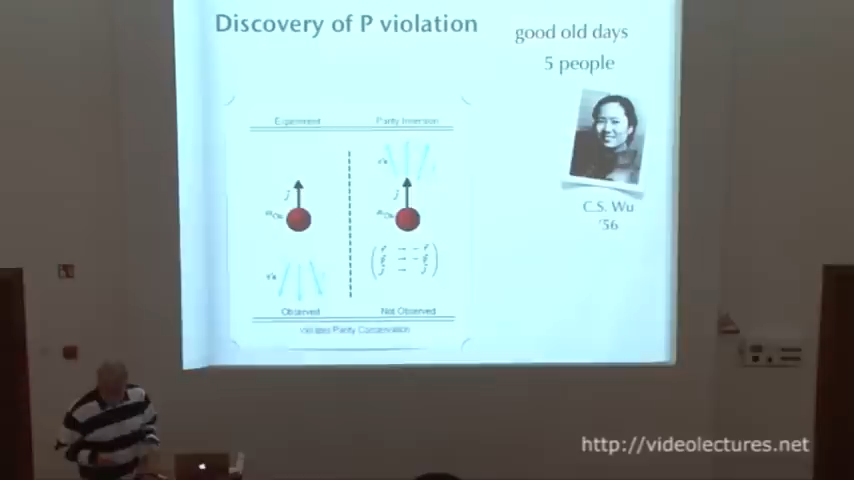 Discovery of P violation
good old days
5 people
Experiment
Parity Inversion
C.S. Wu
'56
Observed
Not Observed
Violates Parity Conservation
http://videolectures.net